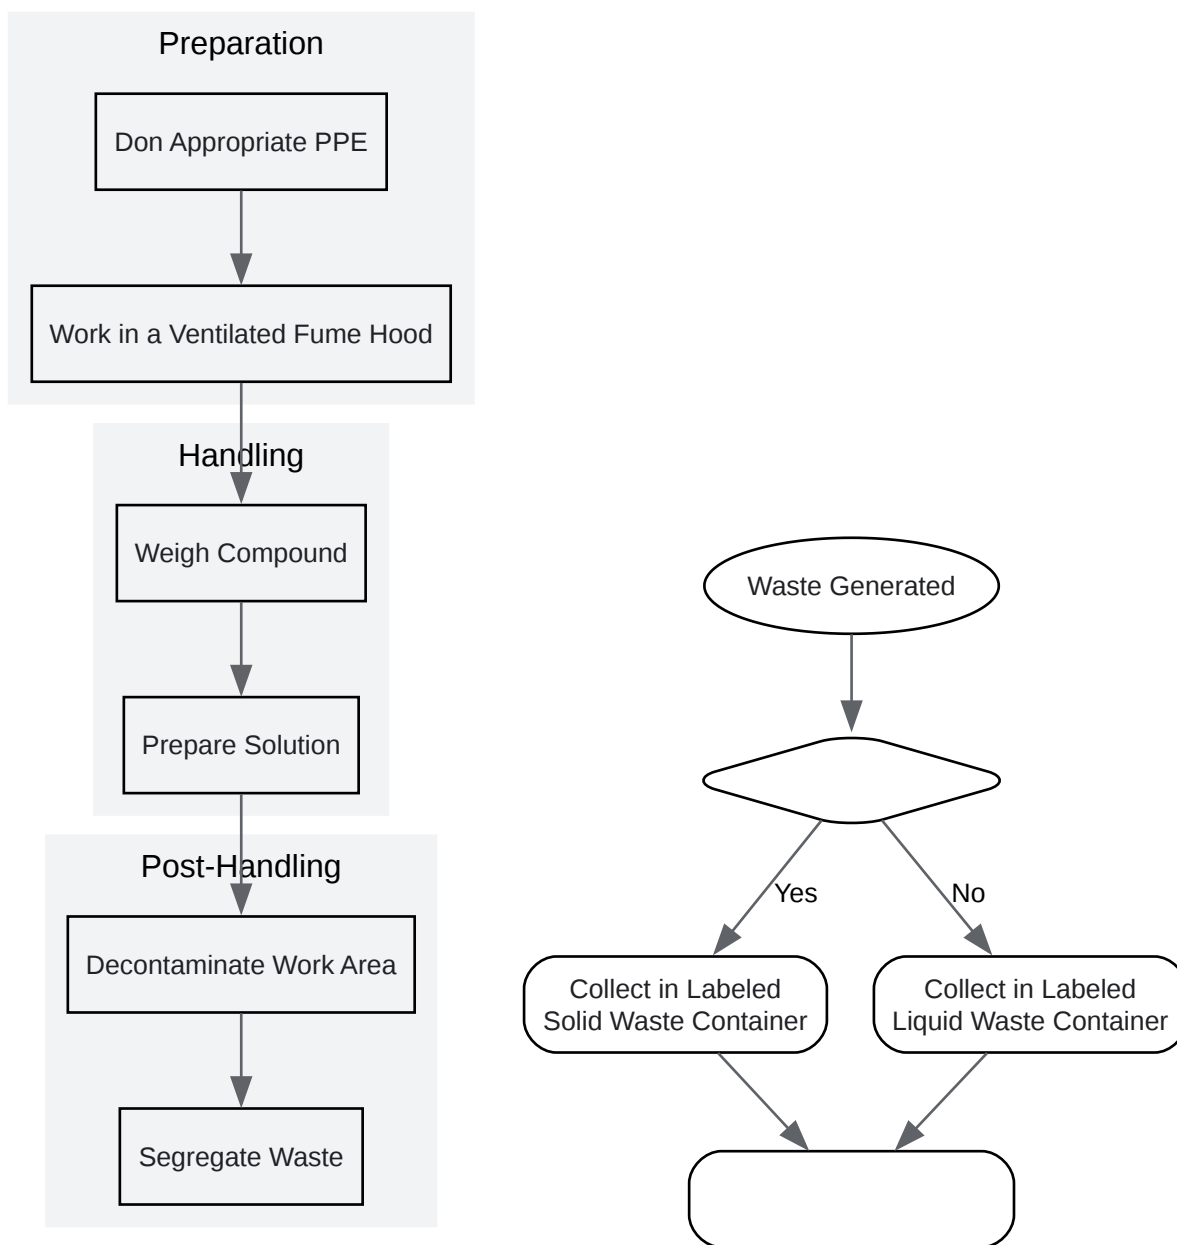 Preparation
Don Appropriate PPE
Work in a Ventilated Fume Hood
Handling
Weigh Compound
Prepare Solution
Post-Handling
Decontaminate Work Area
Segregate Waste
Waste Generated
Yes
No
Collect in Labeled
Solid Waste Container
Collect in Labeled
Liquid Waste Container